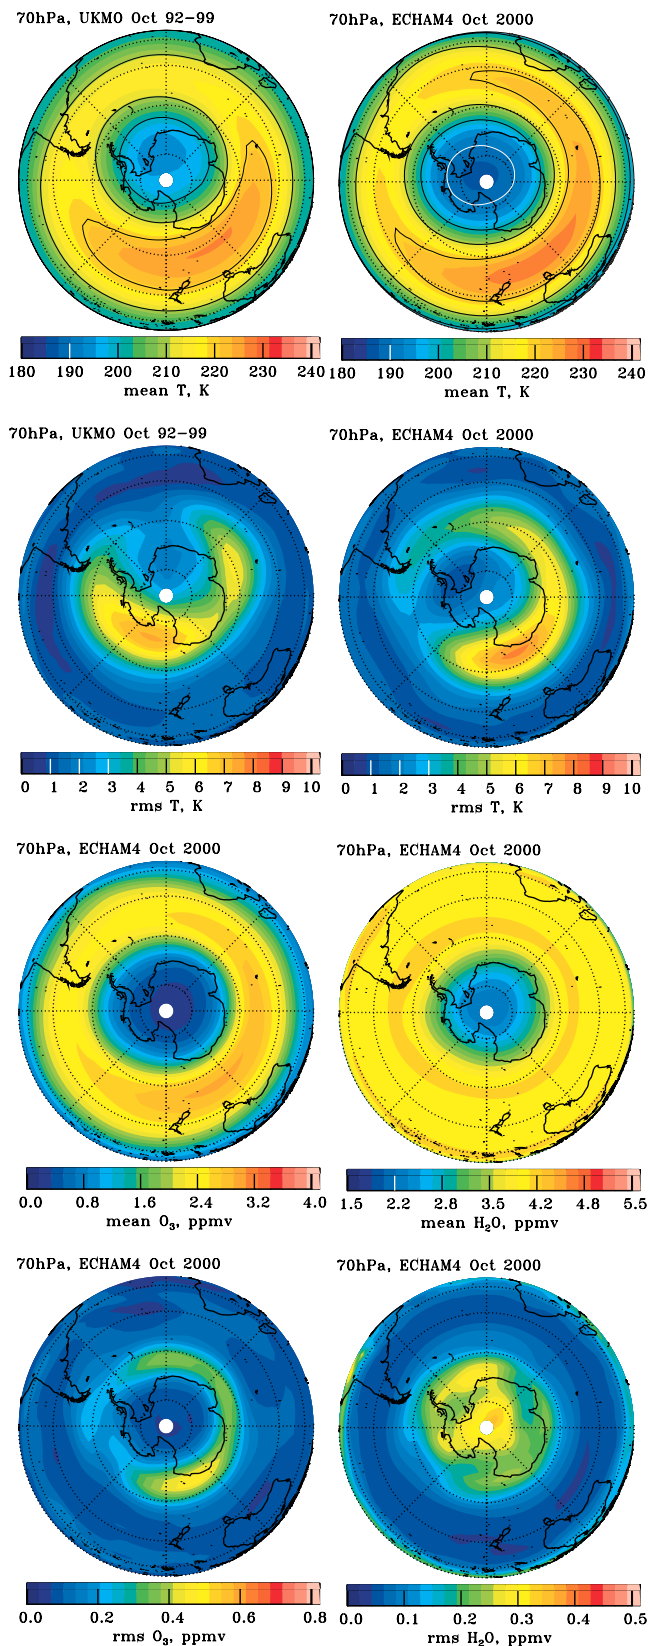 70hPa, UKMO Oct 92-99
70hPa, ECHAM4 Oct 2000
180 190 200 210 220 230 240
mean T, K
180 190 200 210 220 230 240
mean T, K
70hPa, UKMO Oct 92-99
70hPa, ECHAM4 Oct 2000
0 1 2 3 4 5 6 7 8 9 10
rms T, K
0 1 2 3 4 5 6 7 8 9 10
rms T, K
70hPa, ECHAM4 Oct 2000
70hPa, ECHAM4 Oct 2000
0.0 0.8 1.6 2.4 3.2 4.0
mean O₃, ppmv
1.5 2.2 2.8 3.5 4.2 4.8 5.5
mean H₂O, ppmv
70hPa, ECHAM4 Oct 2000
70hPa, ECHAM4 Oct 2000
0.0 0.2 0.4 0.6 0.8
rms O₃, ppmv
0.0 0.1 0.2 0.3 0.4 0.5
rms H₂O, ppmv